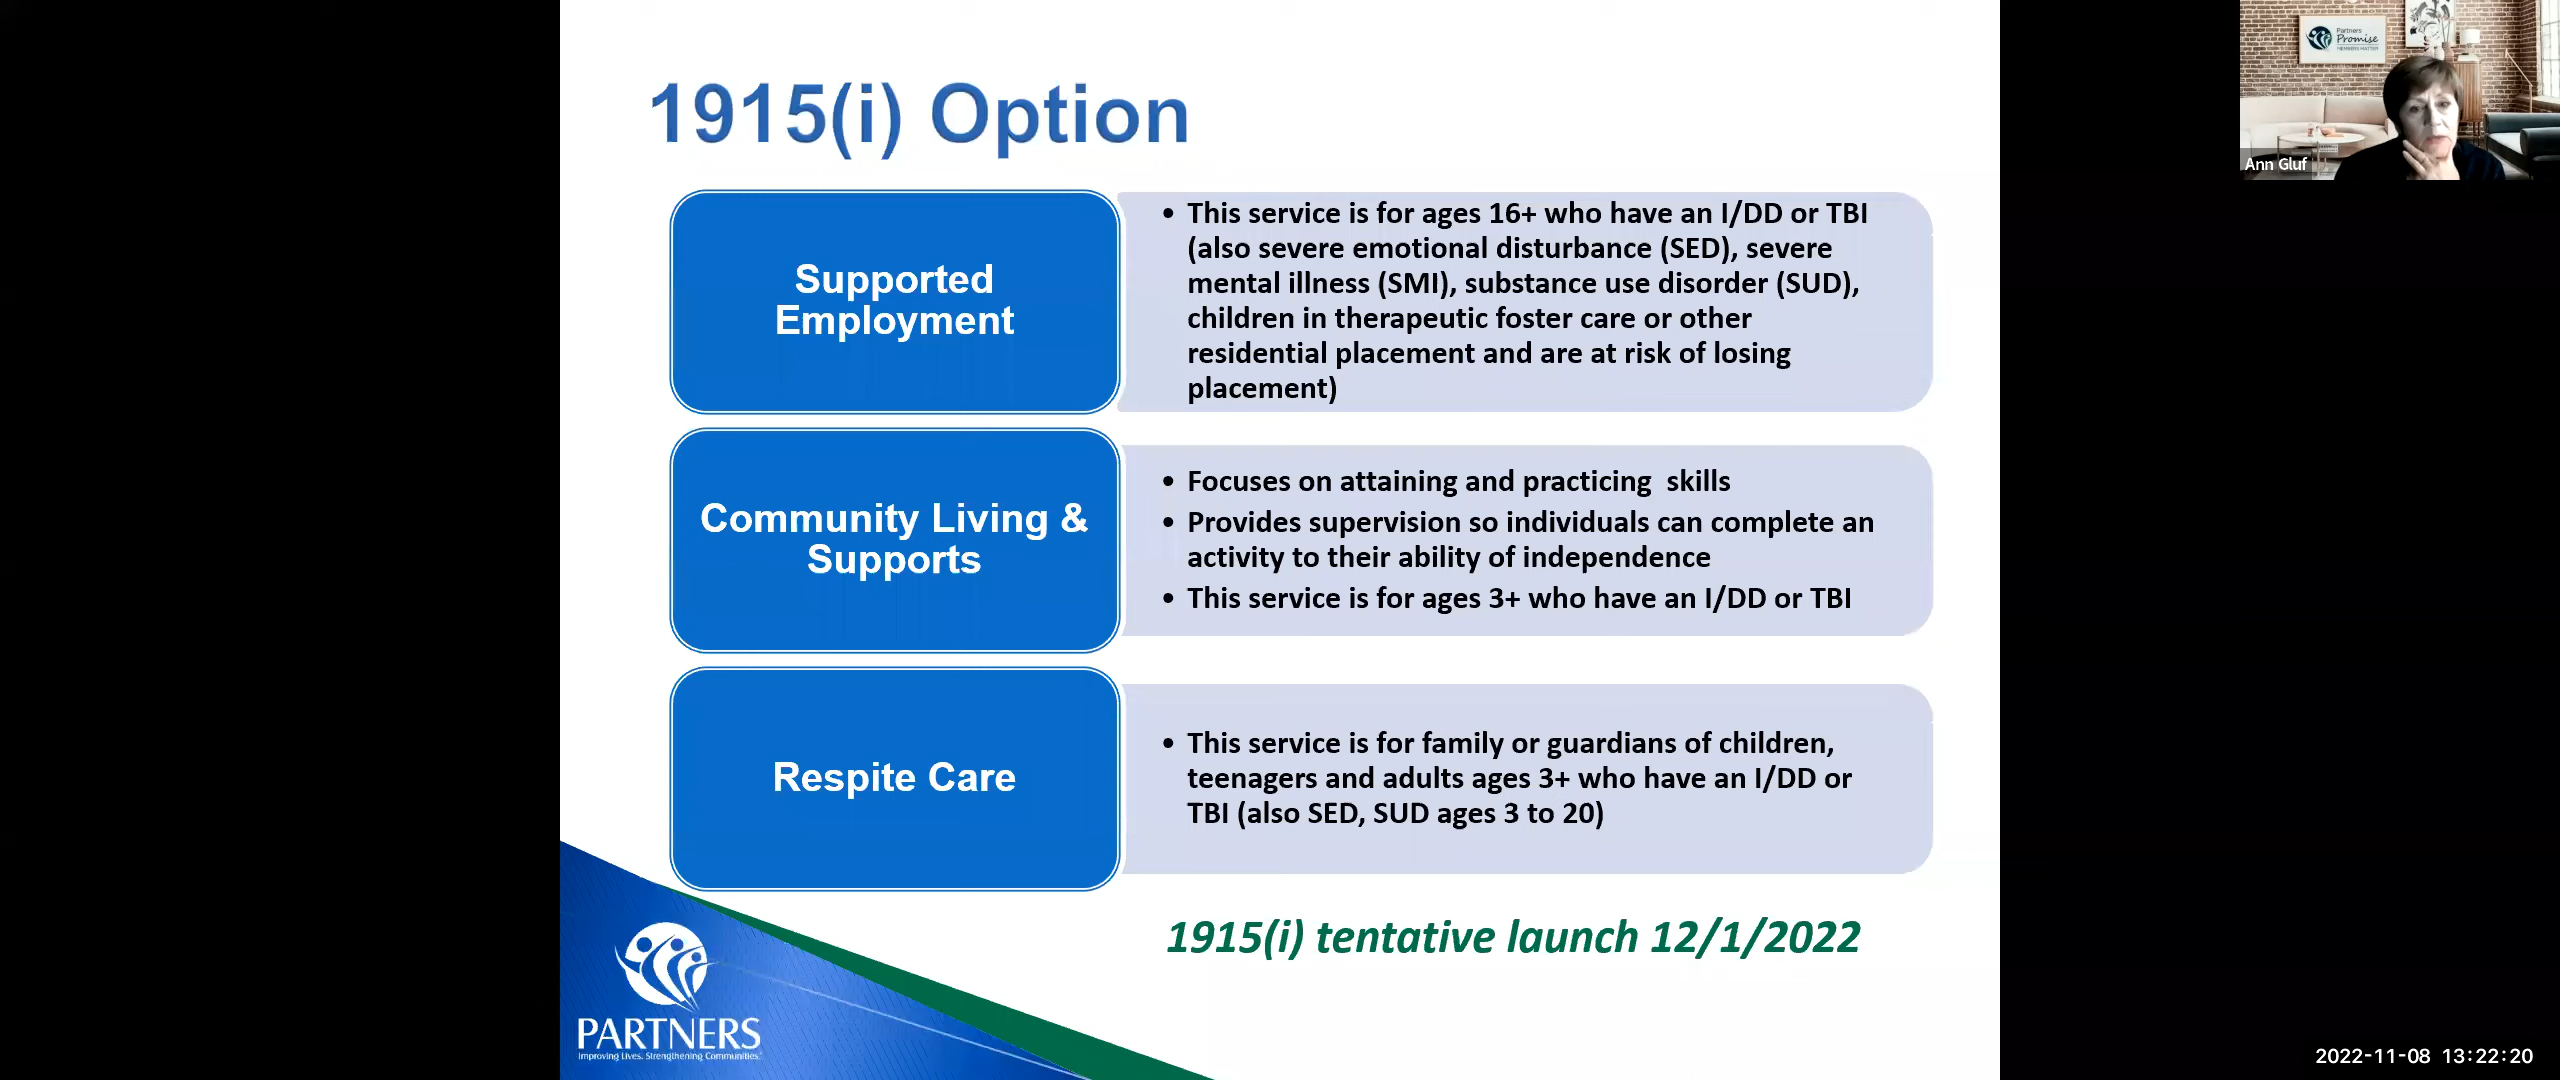 1915(i) Option
Supported
Employment
• This service is for ages 16+ who have an I/DD or TBI
(also severe emotional disturbance (SED), severe
mental illness (SMI), substance use disorder (SUD),
children in therapeutic foster care or other
residential placement and are at risk of losing
placement)
Community Living &
Supports
• Focuses on attaining and practicing  skills
• Provides supervision so individuals can complete an
activity to their ability of independence
• This service is for ages 3+ who have an I/DD or TBI
Respite Care
• This service is for family or guardians of children,
teenagers and adults ages 3+ who have an I/DD or
TBI (also SED, SUD ages 3 to 20)
1915(i) tentative launch 12/1/2022
PARTNERS
Improving Lives. Strengthening Communities.
Partners
Promise
MEMBERS MATTER
Ann Gluf
2022-11-08 13:22:20